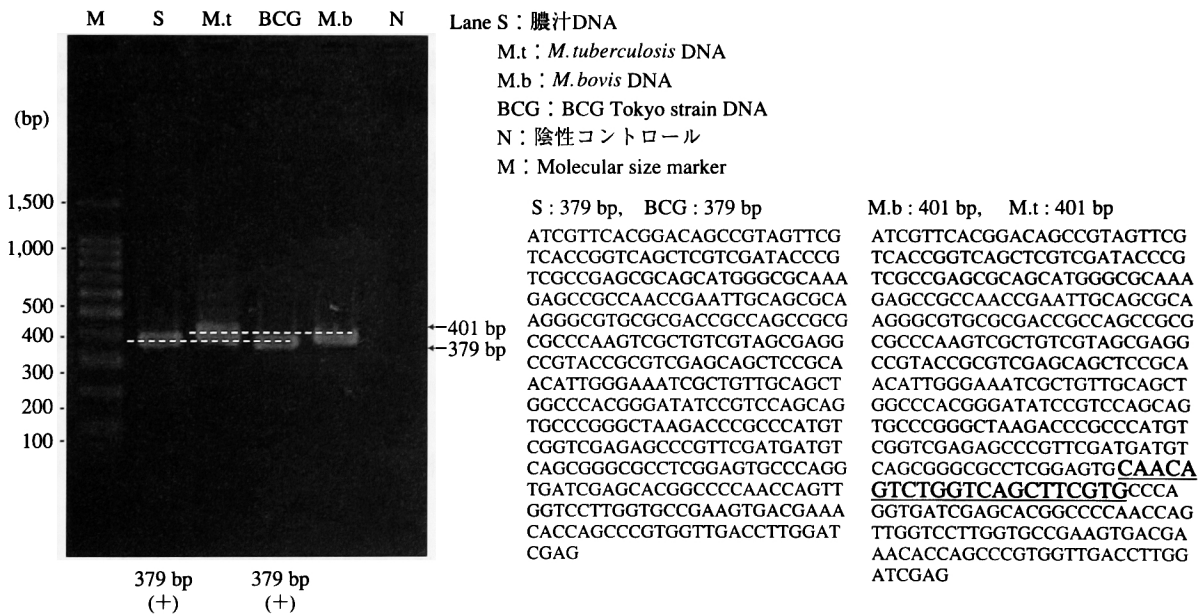 M S M.t BCG M.b N
(bp)
1,500
1,000
500
400
300
200
100
401 bp
379 bp
379 bp
(+)
379 bp
(+)
Lane S：膿汁DNA
M.t：M.tuberculosis DNA
M.b：M.bovis DNA
BCG：BCG Tokyo strain DNA
N：陰性コントロール
M：Molecular size marker
S : 379 bp, BCG : 379 bp
ATCGTTCACGGACAGCCGTAGTTCG
TCACCGGTCAGCTCGTCGATACCCG
TCGCCGAGCGCAGCATGGGCGCAAA
GAGCCGCCAACCGAATTGCAGCGCA
AGGGCGTGCGCGACCGCCAGCCGCG
CGCCCAAGTCGCTGTCGTAGCGAGG
CCGTACCGCGTCGAGCAGCTCCGCA
ACATTGGGAAATCGCTGTTGCAGCT
GGCCCACGGGATATCCGTCCAGCAG
TGCCCGGGCTAAGACCCGCCCATGT
CGGTCGAGAGCCCGTTCGATGATGT
CAGCGGGCGCCTCGGAGTGCCCAGG
TGATCGAGCACGGCCCCAACCAGTT
GGTCCTTGGTGCCGAAGTGACGAAA
CACCAGCCCGTGGTTGACCTTGGAT
CGAG
M.b : 401 bp, M.t : 401 bp
ATCGTTCACGGACAGCCGTAGTTCG
TCACCGGTCAGCTCGTCGATACCCG
TCGCCGAGCGCAGCATGGGCGCAAA
GAGCCGCCAACCGAATTGCAGCGCA
AGGGCGTGCGCGACCGCCAGCCGCG
CGCCCAAGTCGCTGTCGTAGCGAGG
CCGTACCGCGTCGAGCAGCTCCGCA
ACATTGGGAAATCGCTGTTGCAGCT
GGCCCACGGGATATCCGTCCAGCAG
TGCCCGGGCTAAGACCCGCCCATGT
CGGTCGAGAGCCCGTTCGATGATGT
CAGCGGGCGCCTCGGAGTGCAACA
GTCTGGTCAGCTTCGTGCCCA
GGTGATCGAGCACGGCCCCAACCAG
TTGGTCCTTGGTGCCGAAGTGACGA
AACACCAGCCCGTGGTTGACCTTGG
ATCGAG